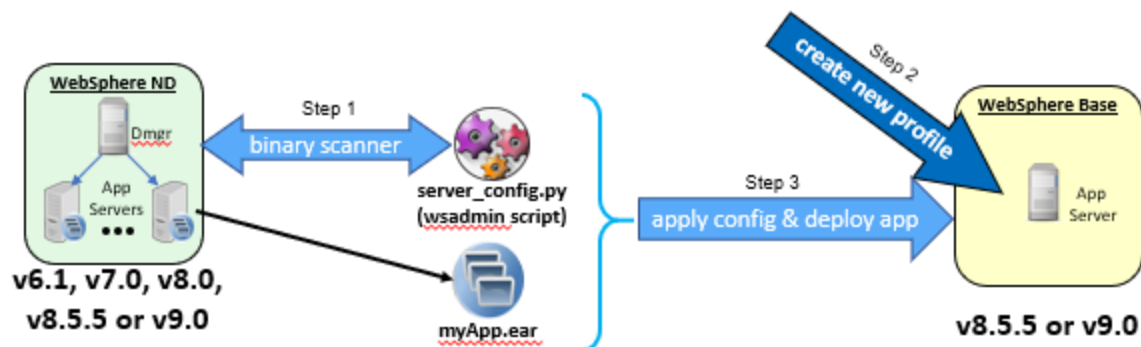 WebSphere ND
Dmgr
App
Servers
v6.1, v7.0, v8.0,
v8.5.5 or v9.0
Step 1
binary scanner
server_config.py
(wsadmin script)
myApp.ear
Step 2
create new profile
Step 3
apply config & deploy app
WebSphere Base
App
Server
v8.5.5 or v9.0